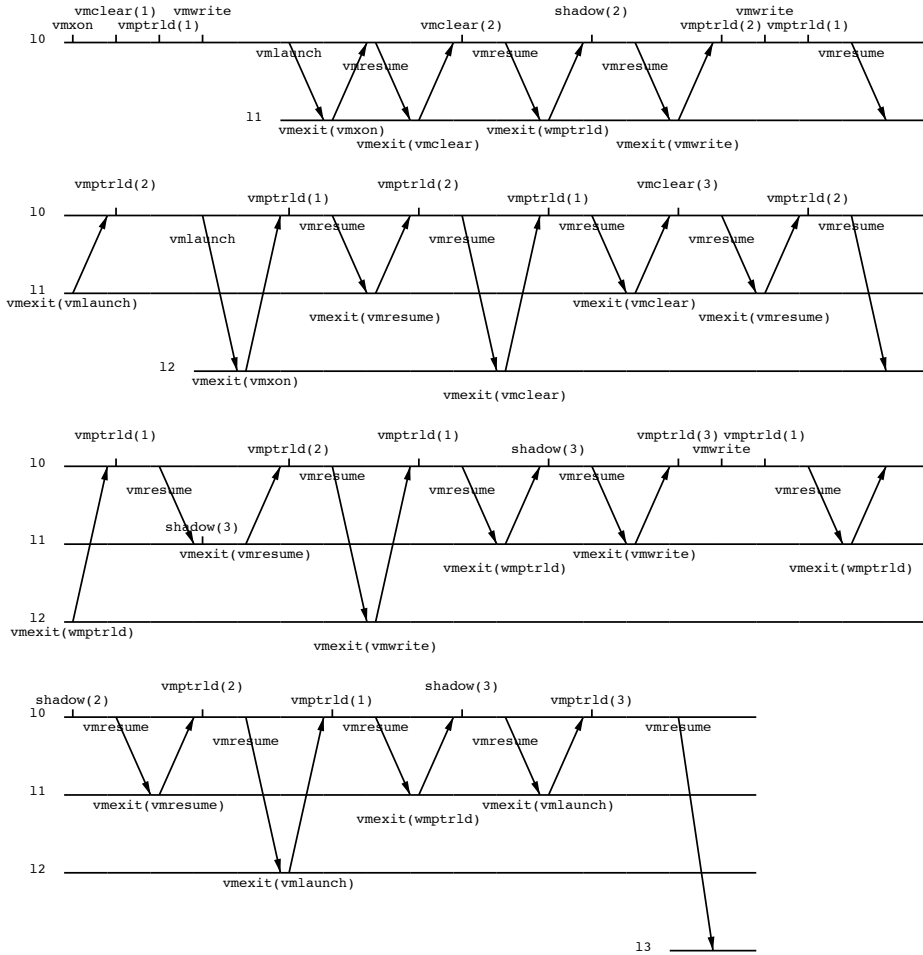 vmclear(1) vmwrite shadow(2) vmwrite
vmxon vmptrld(1) vmclear(2) vmptrld(2) vmptrld(1)
l0
vmlaunch vmresume vmresume vmresume vmresume
l1
vmexit(vmxon) vmexit(wmptrld)
vmexit(vmclear) vmexit(vmwrite)
vmptrld(2) vmptrld(2) vmclear(3)
vmptrld(1) vmptrld(1) vmptrld(2)
l0
vmlaunch vmresume vmresume vmresume vmresume vmresume
l1
vmexit(vmlaunch) vmexit(vmclear)
vmexit(vmresume) vmexit(vmresume)
l2
vmexit(vmxon)
vmexit(vmclear)
vmptrld(1) vmptrld(1) vmptrld(3) vmptrld(1)
vmptrld(2) shadow(3) vmwrite
l0
vmresume vmresume vmresume vmresume vmresume
shadow(3)
l1
vmexit(vmresume) vmexit(vmwrite)
vmexit(wmptrld) vmexit(wmptrld)
l2
vmexit(wmptrld)
vmexit(vmwrite)
vmptrld(2) shadow(3)
shadow(2) vmptrld(1) vmptrld(3)
l0
vmresume vmresume vmresume vmresume vmresume
l1
vmexit(vmresume) vmexit(vmlaunch)
vmexit(wmptrld)
l2
vmexit(vmlaunch)
l3